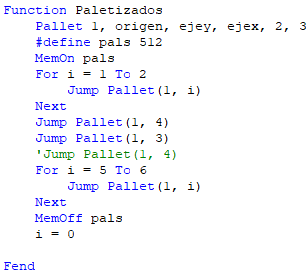 Function Paletizados
    Pallet 1, origen, ejey, ejex, 2, 3
    #define pals 512
    MemOn pals
    For i = 1 To 2
        Jump Pallet(1, i)
    Next
    Jump Pallet(1, 4)
    Jump Pallet(1, 3)
    'Jump Pallet(1, 4)
    For i = 5 To 6
        Jump Pallet(1, i)
    Next
    MemOff pals
    i = 0
Fend